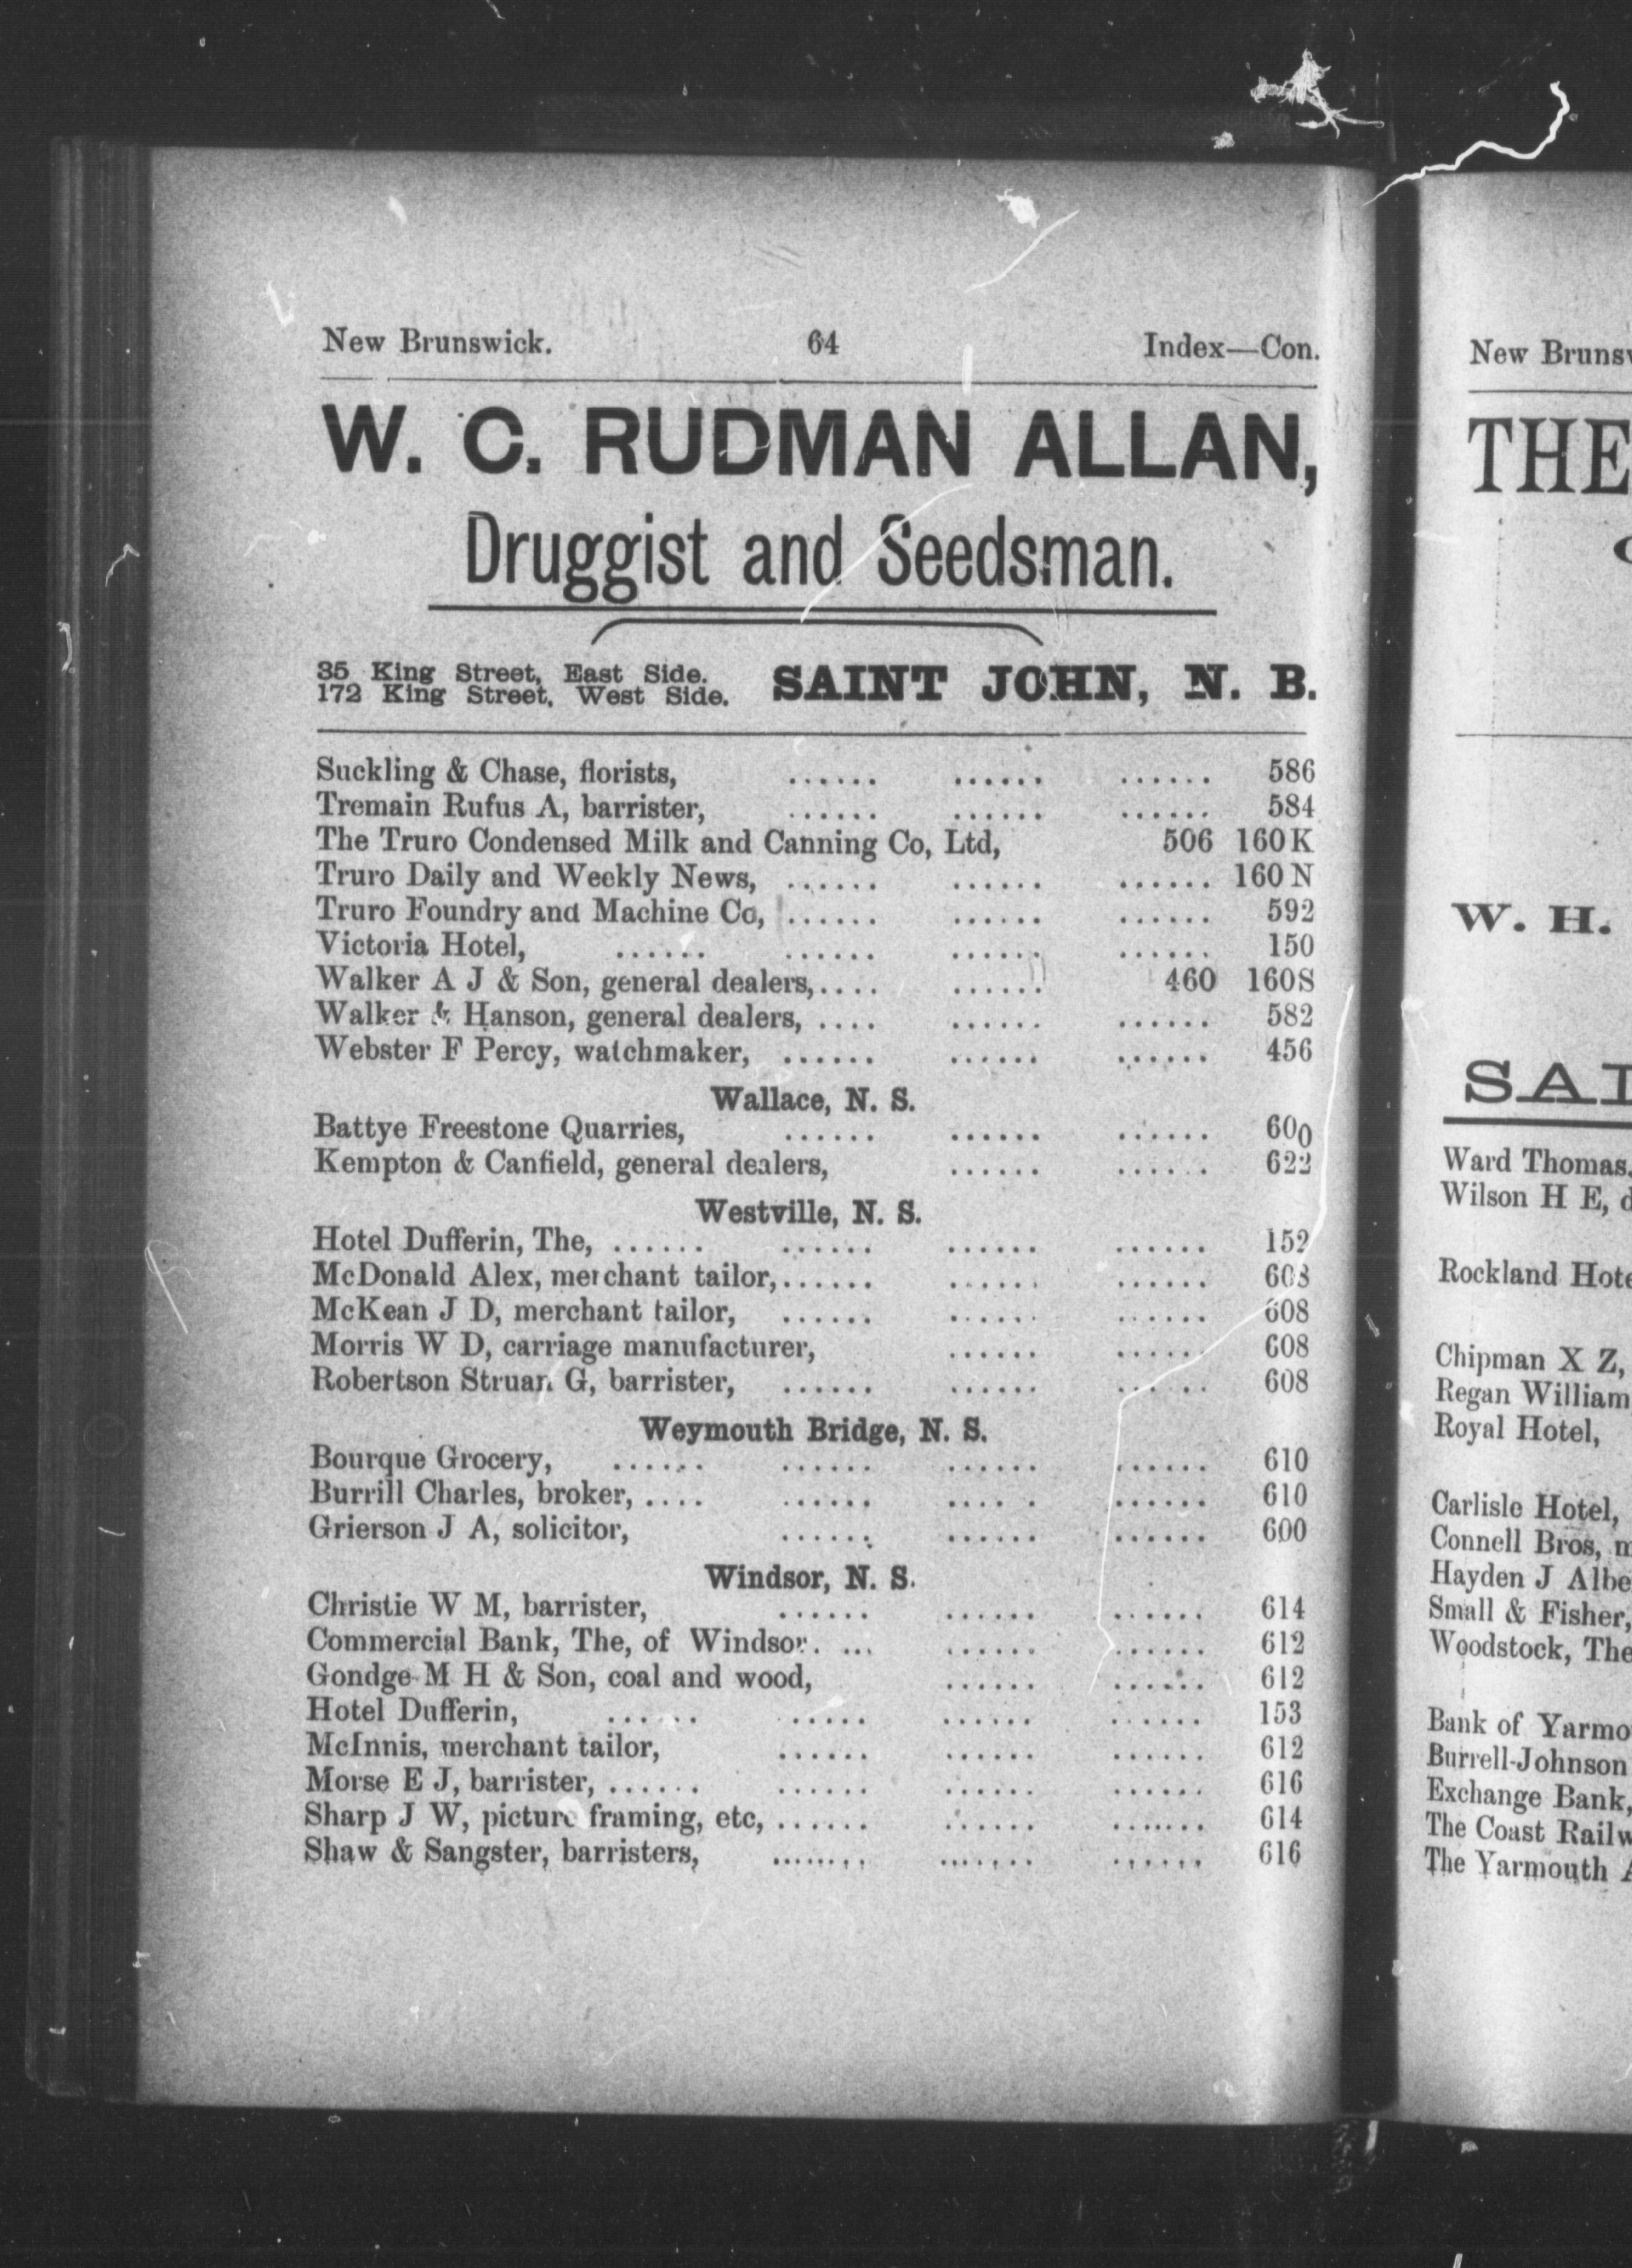 New Brunswick. 64 Index—Con.
W. C. RUDMAN ALLAN,
Druggist and Seedsman.
35 King Street, East Side.
172 King Street, West Side.
SAINT JOHN, N. B.
Suckling & Chase, florists, ...... ...... ...... 586
Tremain Rufus A, barrister, ...... ...... ...... 584
The Truro Condensed Milk and Canning Co, Ltd, 506 160K
Truro Daily and Weekly News, ...... ...... ...... 160 N
Truro Foundry and Machine Co, ...... ...... ...... 592
Victoria Hotel, ...... ...... ...... ...... 150
Walker A J & Son, general dealers,.... ...... 460 160S
Walker & Hanson, general dealers, .... ...... ...... 582
Webster F Percy, watchmaker, ...... ...... ...... 456
Wallace, N. S.
Battye Freestone Quarries, ...... ...... ...... 600
Kempton & Canfield, general dealers, ...... ...... 622
Westville, N. S.
Hotel Dufferin, The, ...... ...... ...... ...... 152
McDonald Alex, merchant tailor,...... ...... ...... 608
McKean J D, merchant tailor, ...... ...... ...... 608
Morris W D, carriage manufacturer, ...... ...... 608
Robertson Struan G, barrister, ...... ...... ...... 608
Weymouth Bridge, N. S.
Bourque Grocery, ...... ...... ...... ...... 610
Burrill Charles, broker, .... ...... ...... ...... 610
Grierson J A, solicitor, ...... ...... ...... 600
Windsor, N. S.
Christie W M, barrister, ...... ...... ...... 614
Commercial Bank, The, of Windsor. ... ...... ...... 612
Gondge M H & Son, coal and wood, ...... ...... 612
Hotel Dufferin, ...... ..... ...... ...... 153
McInnis, merchant tailor, ...... ...... ...... 612
Morse E J, barrister, ...... ...... ...... ...... 616
Sharp J W, picture framing, etc, ...... ...... ...... 614
Shaw & Sangster, barristers, ...... ...... ...... 616
New
THE
W. H.
Ward Thomas
Wilson H E,
Rockland
Chipman X Z,
Regan William
Royal Hotel,
Carlisle Hotel,
Connell Bros,
Hayden J
Small & Fisher,
Woodstock, The
Bank of
Burrell-Johnson
Exchange Bank,
The Coast
The Yarmouth